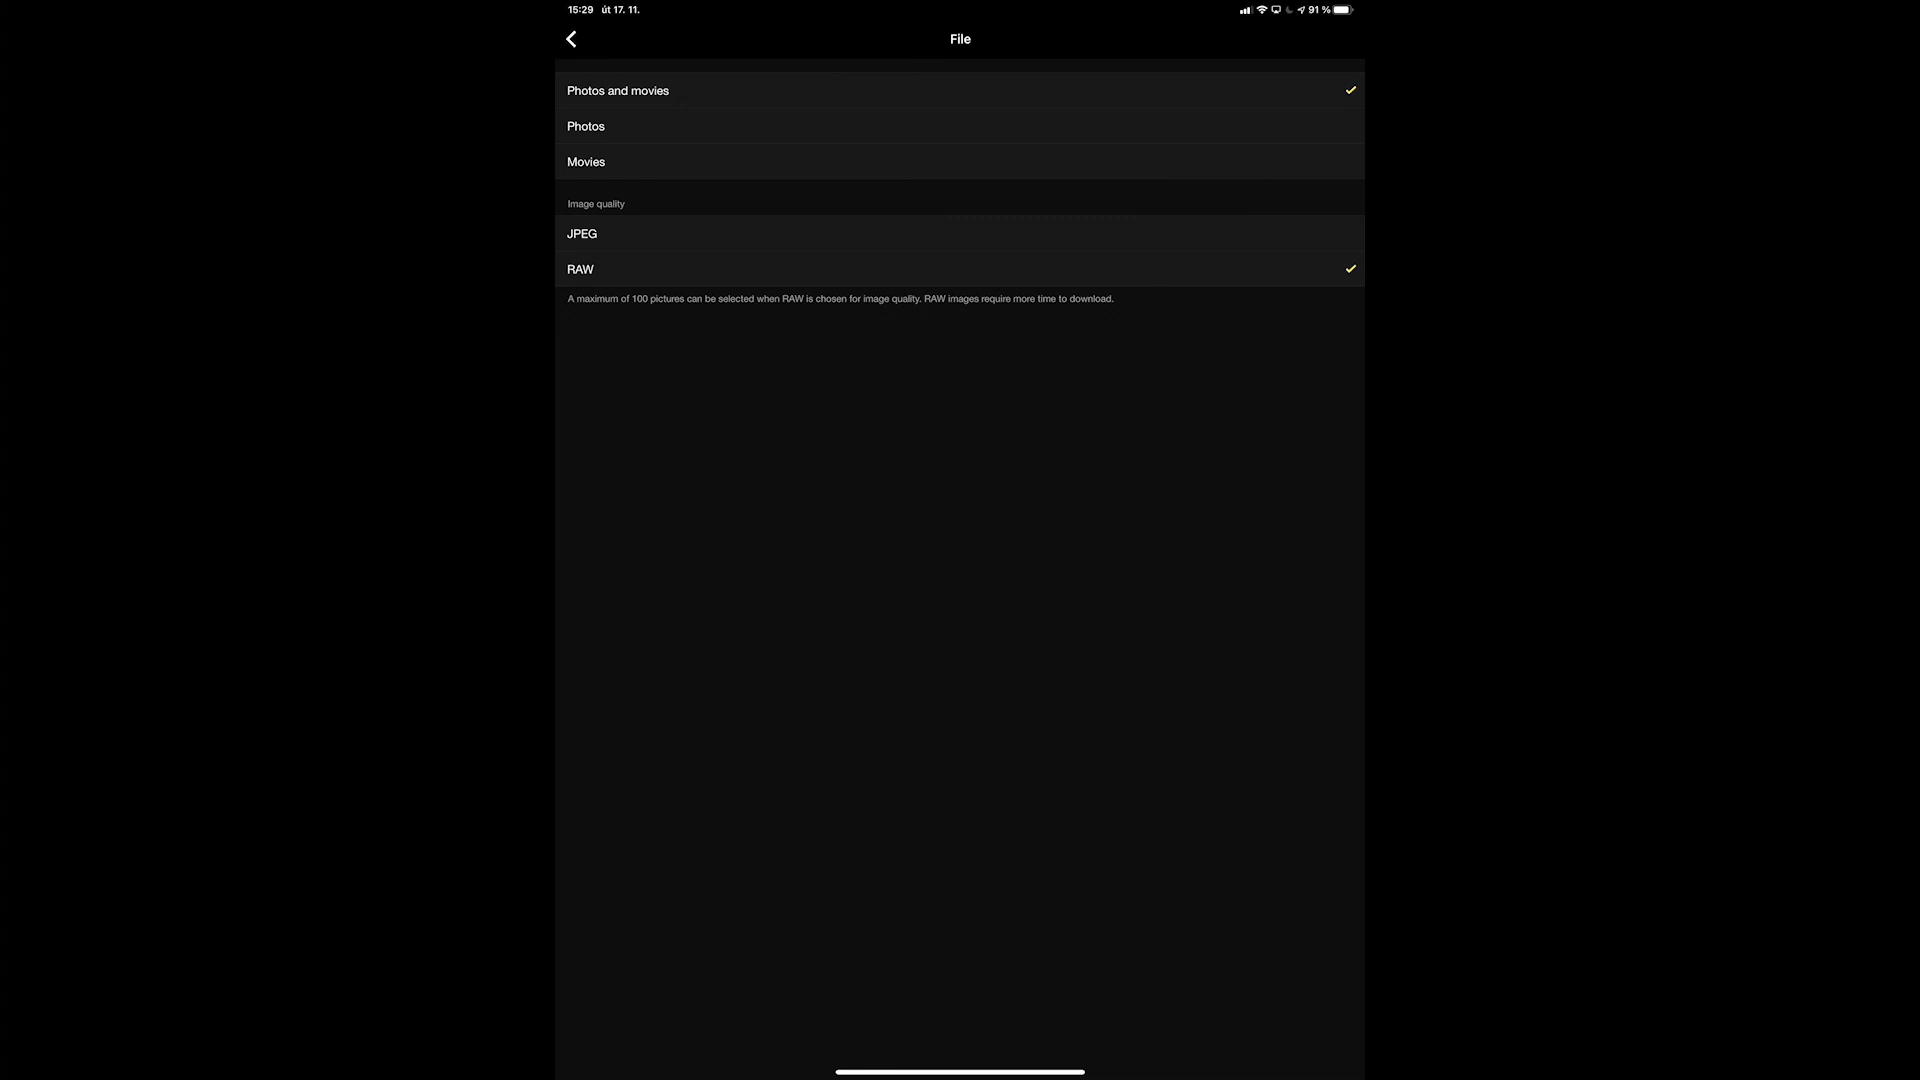 15:29 út 17. 11. 91 %
File
Photos and movies
Photos
Movies
Image quality
JPEG
RAW
A maximum of 100 pictures can be selected when RAW is chosen for image quality. RAW images require more time to download.